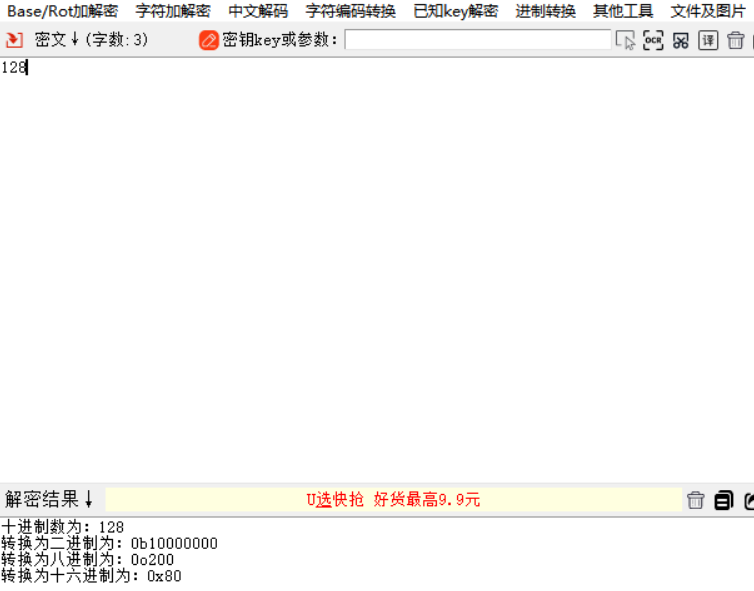 Base/Rot加解密 字符加解密 中文解码 字符编码转换 已知key解密 进制转换 其他工具 文件及图片
密文↓(字数:3) 密钥key或参数: OCR 译
128
解密结果↓ U选快抢 好货最高9.9元
十进制数为: 128
转换为二进制为: 0b10000000
转换为八进制为: 0o200
转换为十六进制为: 0x80